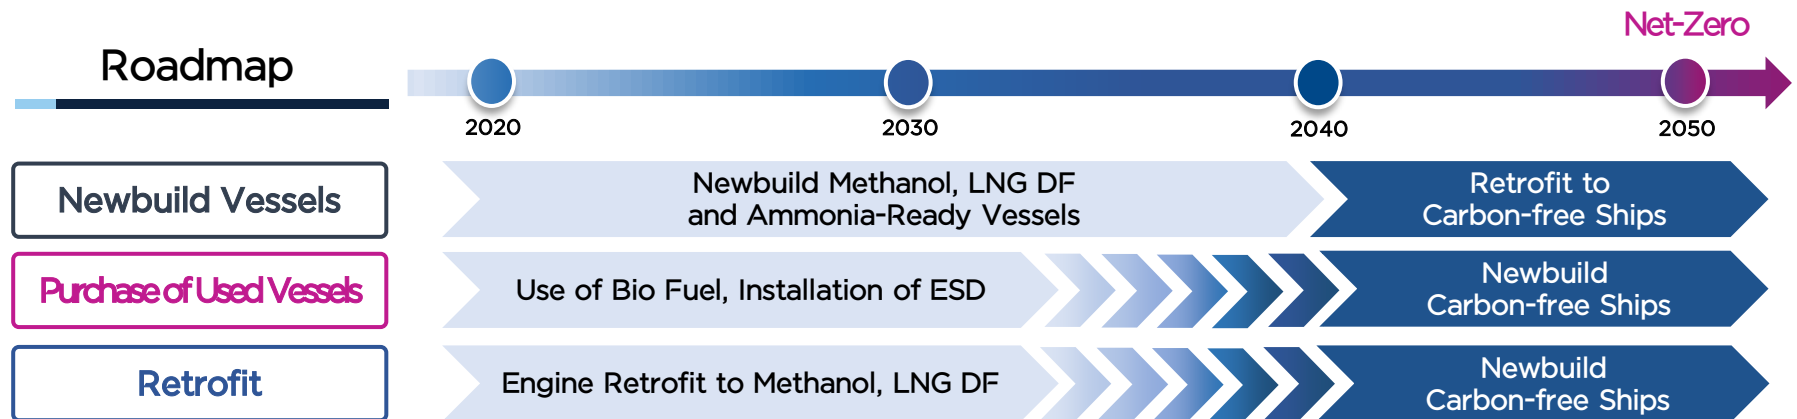 Net-Zero
Roadmap
2020
2030
2040
2050
Newbuild Vessels
Newbuild Methanol, LNG DF
and Ammonia-Ready Vessels
Retrofit to
Carbon-free Ships
Purchase of Used Vessels
Use of Bio Fuel, Installation of ESD
Newbuild
Carbon-free Ships
Retrofit
Engine Retrofit to Methanol, LNG DF
Newbuild
Carbon-free Ships